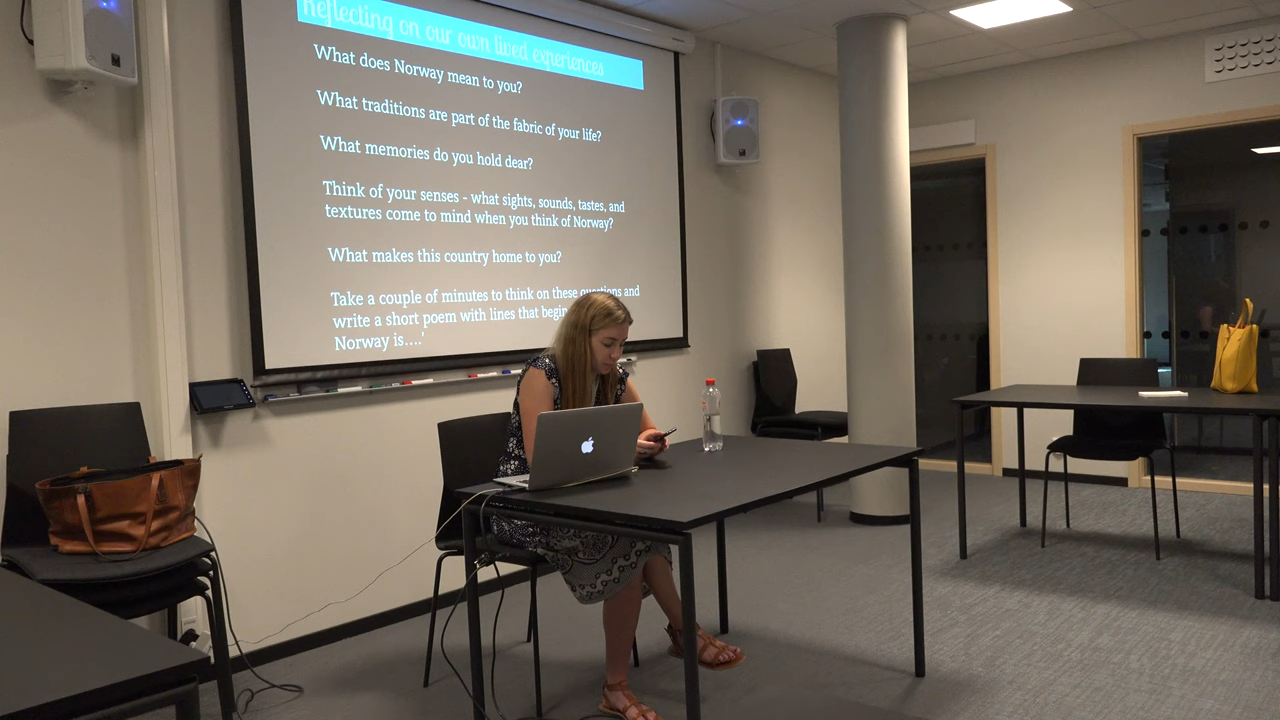 Reflecting on our own lived experiences
What does Norway mean to you?
What traditions are part of the fabric of your life?
What memories do you hold dear?
Think of your senses - what sights, sounds, tastes, and
textures come to mind when you think of Norway?
What makes this country home to you?
Take a couple of minutes to think on these questions and
write a short poem with lines that begin
Norway is....'